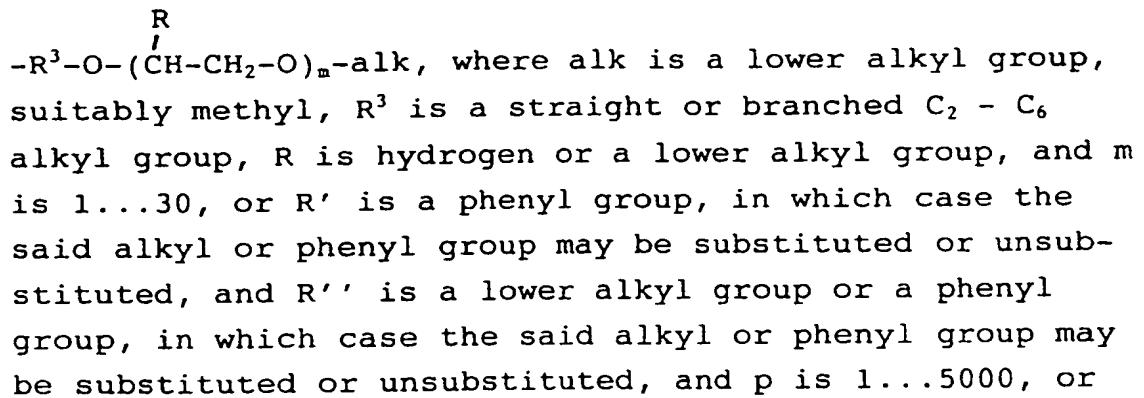 R
-R³-O-(CH-CH₂-O)ₘ-alk, where alk is a lower alkyl group,
suitably methyl, R³ is a straight or branched C₂ - C₆
alkyl group, R is hydrogen or a lower alkyl group, and m
is 1...30, or R' is a phenyl group, in which case the
said alkyl or phenyl group may be substituted or unsub-
stituted, and R'' is a lower alkyl group or a phenyl
group, in which case the said alkyl or phenyl group may
be substituted or unsubstituted, and p is 1...5000, or